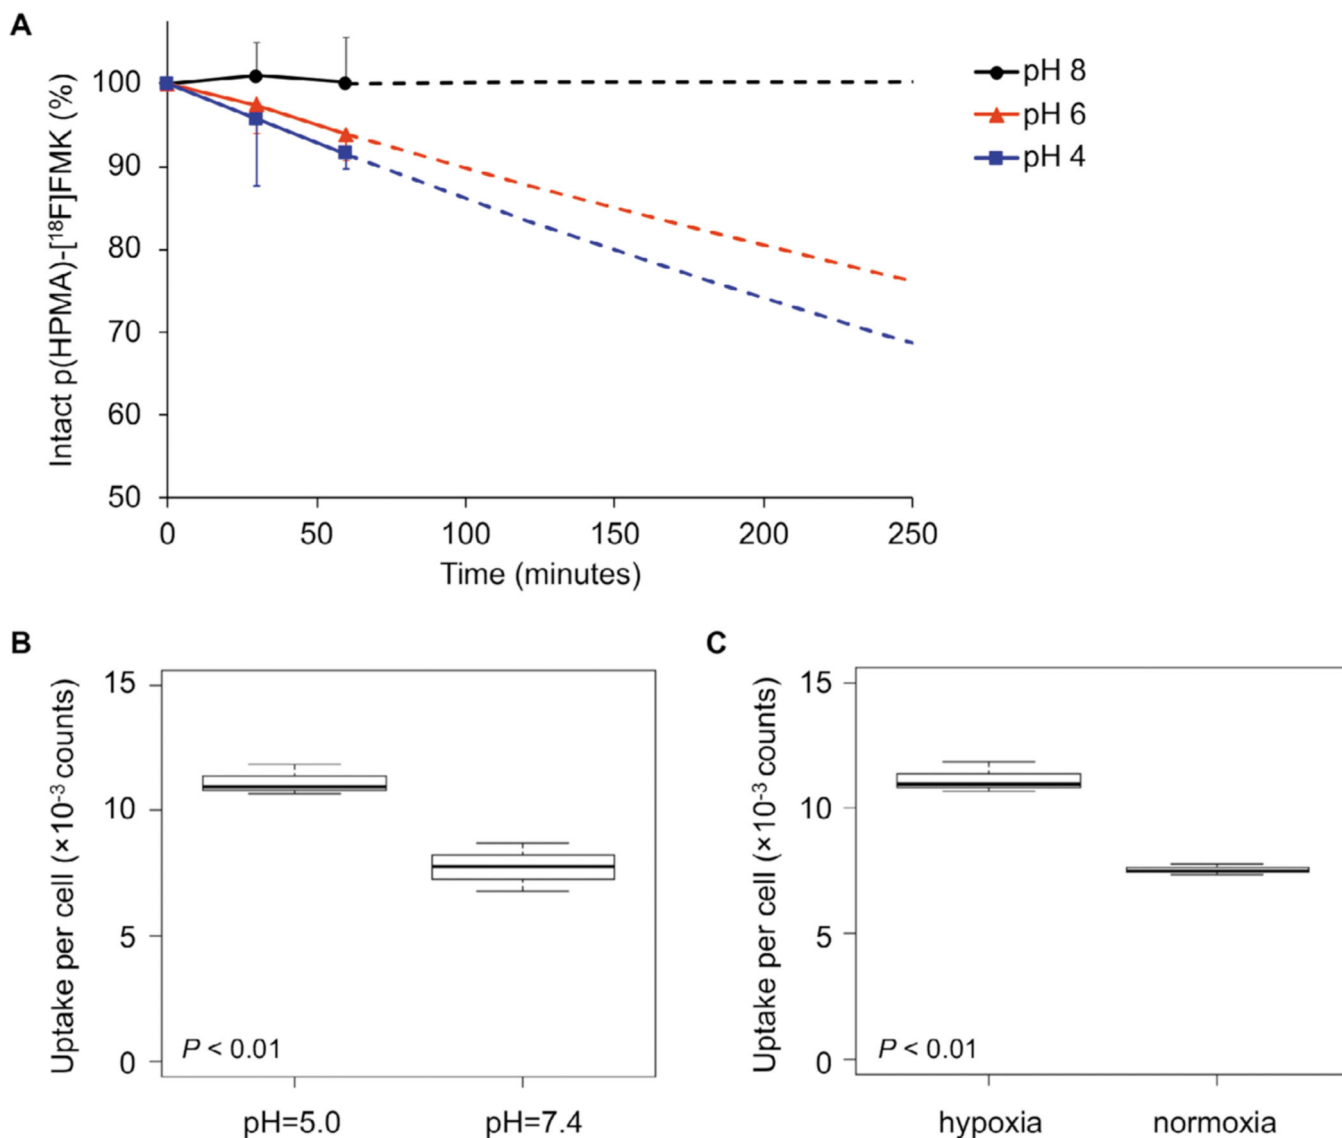 A
Intact p(HPMA)-[¹⁸F]FMK (%)
100
90
80
70
60
50
0
50
100
150
200
250
Time (minutes)
pH 8
pH 6
pH 4
B
Uptake per cell (×10⁻³ counts)
15
10
5
0
P < 0.01
pH=5.0
pH=7.4
C
Uptake per cell (×10⁻³ counts)
15
10
5
0
P < 0.01
hypoxia
normoxia